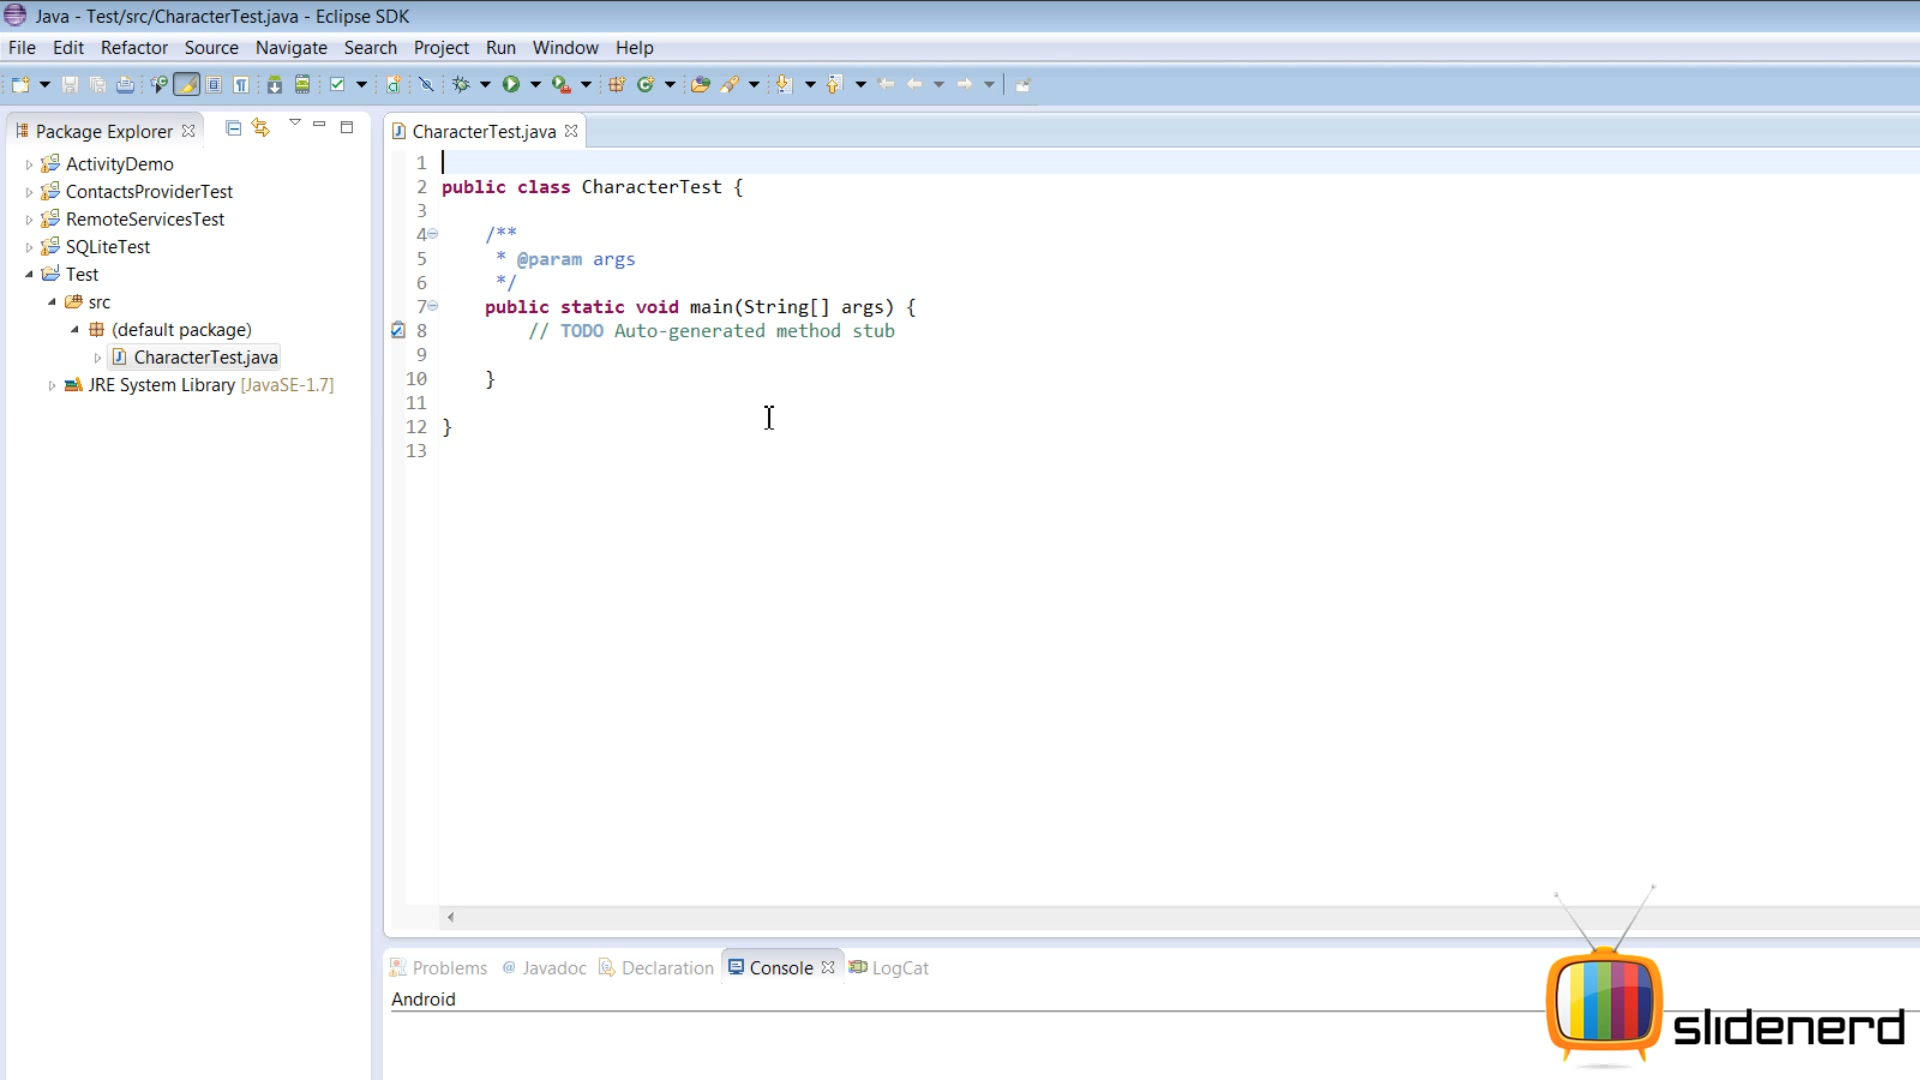 Java - Test/src/CharacterTest.java - Eclipse SDK
File Edit Refactor Source Navigate Search Project Run Window Help
Package Explorer
ActivityDemo
ContactsProviderTest
RemoteServicesTest
SQLiteTest
Test
src
(default package)
CharacterTest.java
JRE System Library [JavaSE-1.7]
CharacterTest.java
1
2 public class CharacterTest {
3
4 /**
5 * @param args
6 */
7 public static void main(String[] args) {
8 // TODO Auto-generated method stub
9
10 }
11
12 }
13
Problems @ Javadoc Declaration Console LogCat
Android
slidenerd